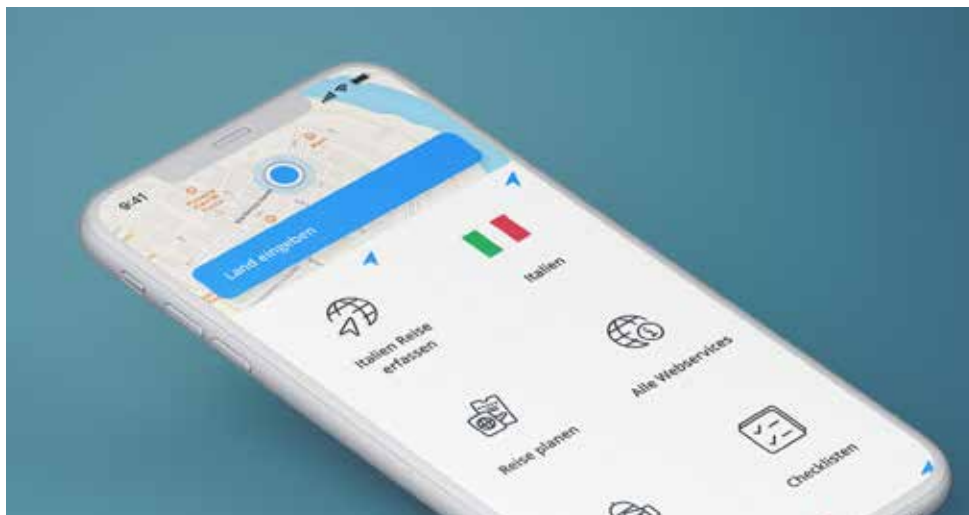 9:41
Land eingeben
Italien Reise
erfassen
Italien
Reise planen
Alle Webservices
Checklisten